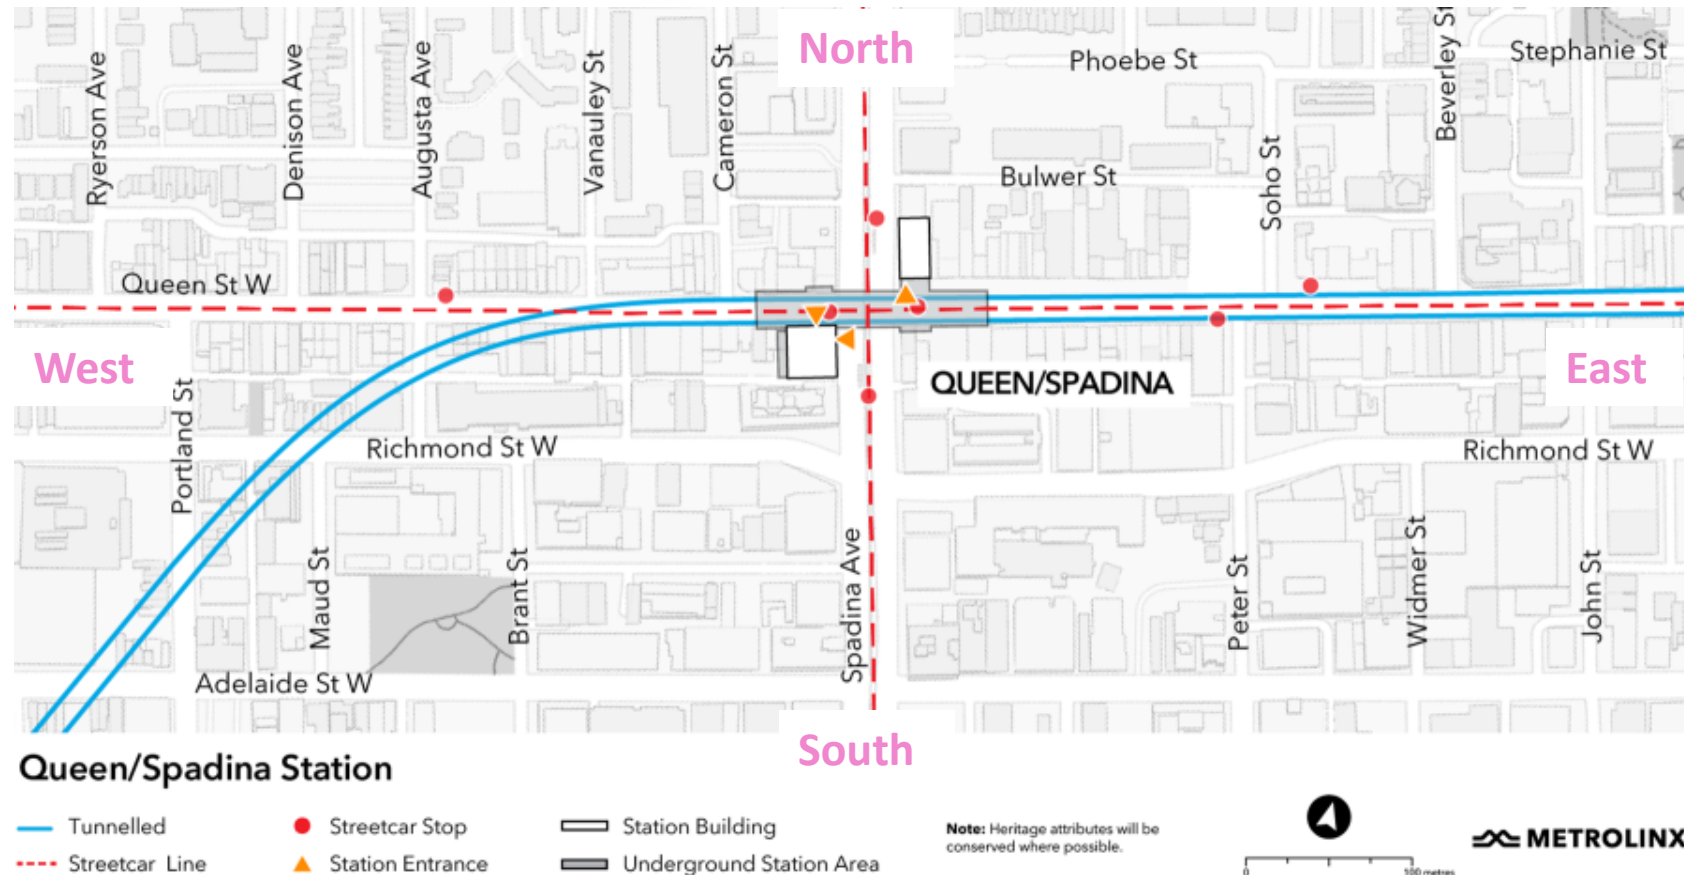 North
Phoebe St
Stephanie St
Beverley St
Ryerson Ave
Denison Ave
Augusta Ave
Vanauley St
Cameron St
Soho St
Bulwer St
Queen St W
West
East
QUEEN/SPADINA
Portland St
Richmond St W
Richmond St W
Maud St
Brant St
Spadina Ave
Peter St
Widmer St
John St
Adelaide St W
South
Queen/Spadina Station
Tunnelled
Streetcar Stop
Station Building
Streetcar Line
Station Entrance
Underground Station Area
Note: Heritage attributes will be
conserved where possible.
0 100 metres
METROLINX